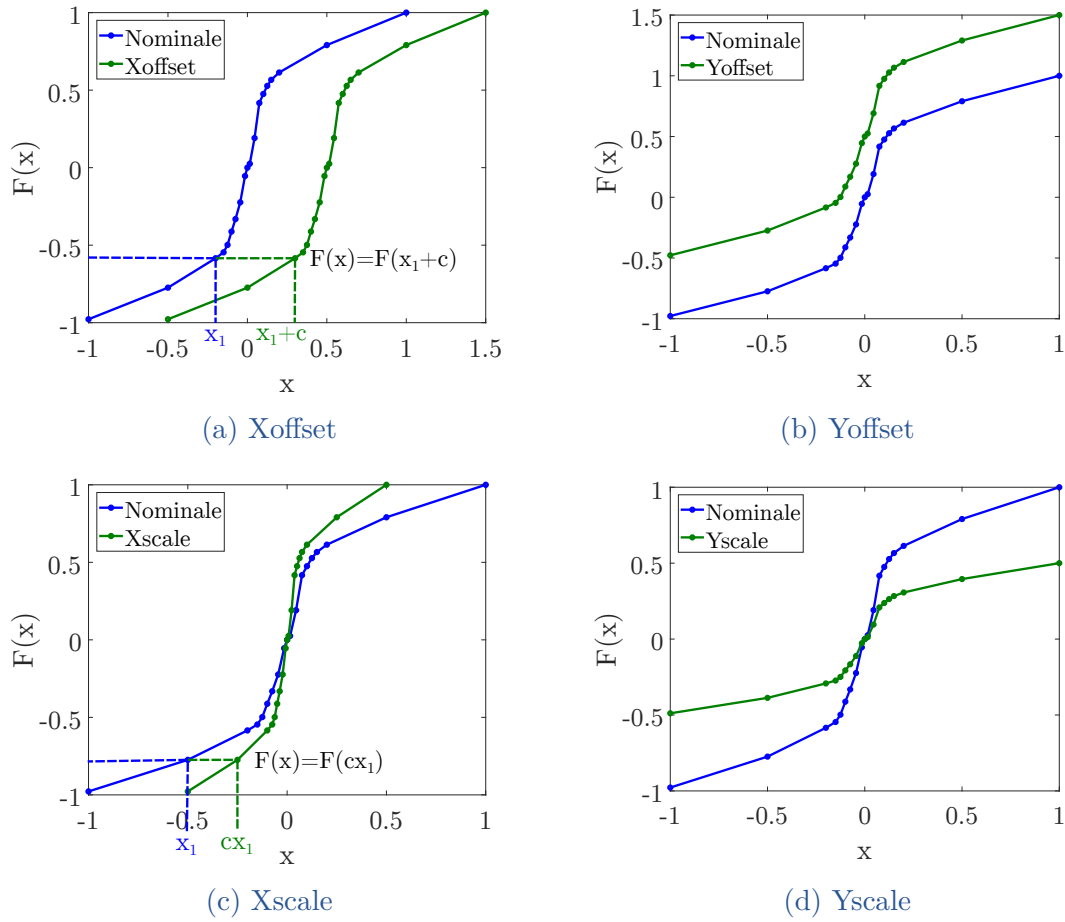 1
0.5
0
-0.5
-1
F(x)
Nominale
Xoffset
F(x)=F(x₁+c)
x₁
x₁+c
-1
-0.5
0
0.5
1
1.5
x
(a) Xoffset
1.5
1
0.5
0
-0.5
-1
F(x)
Nominale
Yoffset
-1
-0.5
0
0.5
1
x
(b) Yoffset
1
0.5
0
-0.5
-1
F(x)
Nominale
Xscale
F(x)=F(cx₁)
-1
-0.5
0
0.5
1
x₁
cx₁
x
(c) Xscale
1
0.5
0
-0.5
-1
F(x)
Nominale
Yscale
-1
-0.5
0
0.5
1
x
(d) Yscale